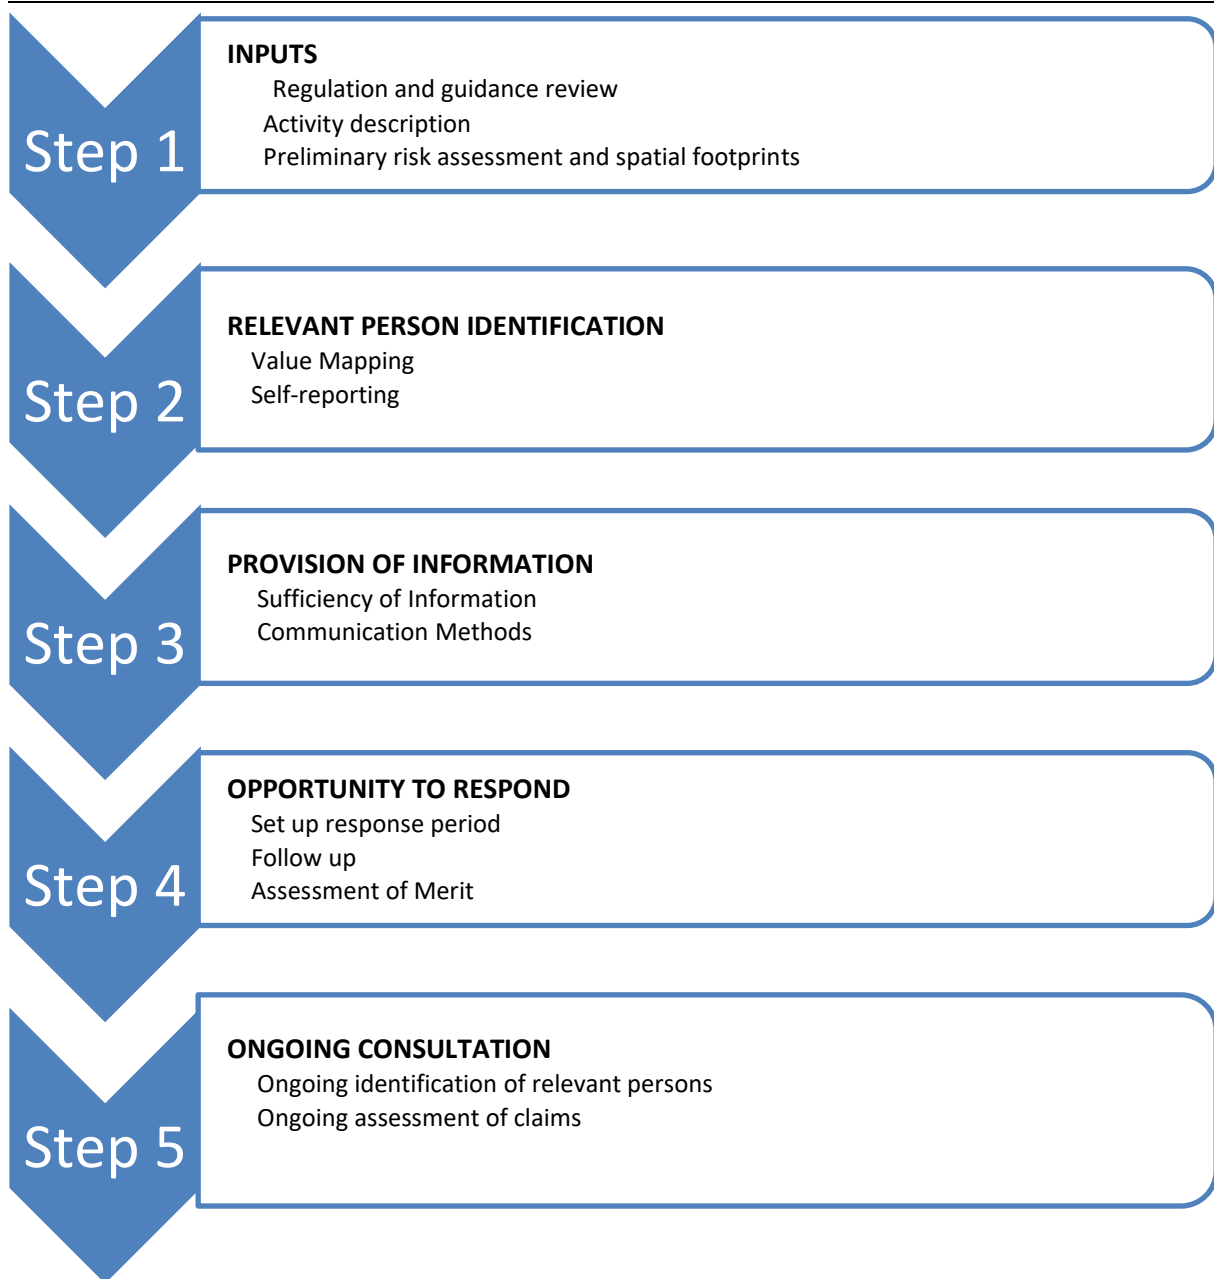 Step 1
INPUTS
Regulation and guidance review
Activity description
Preliminary risk assessment and spatial footprints
Step 2
RELEVANT PERSON IDENTIFICATION
Value Mapping
Self-reporting
Step 3
PROVISION OF INFORMATION
Sufficiency of Information
Communication Methods
Step 4
OPPORTUNITY TO RESPOND
Set up response period
Follow up
Assessment of Merit
Step 5
ONGOING CONSULTATION
Ongoing identification of relevant persons
Ongoing assessment of claims